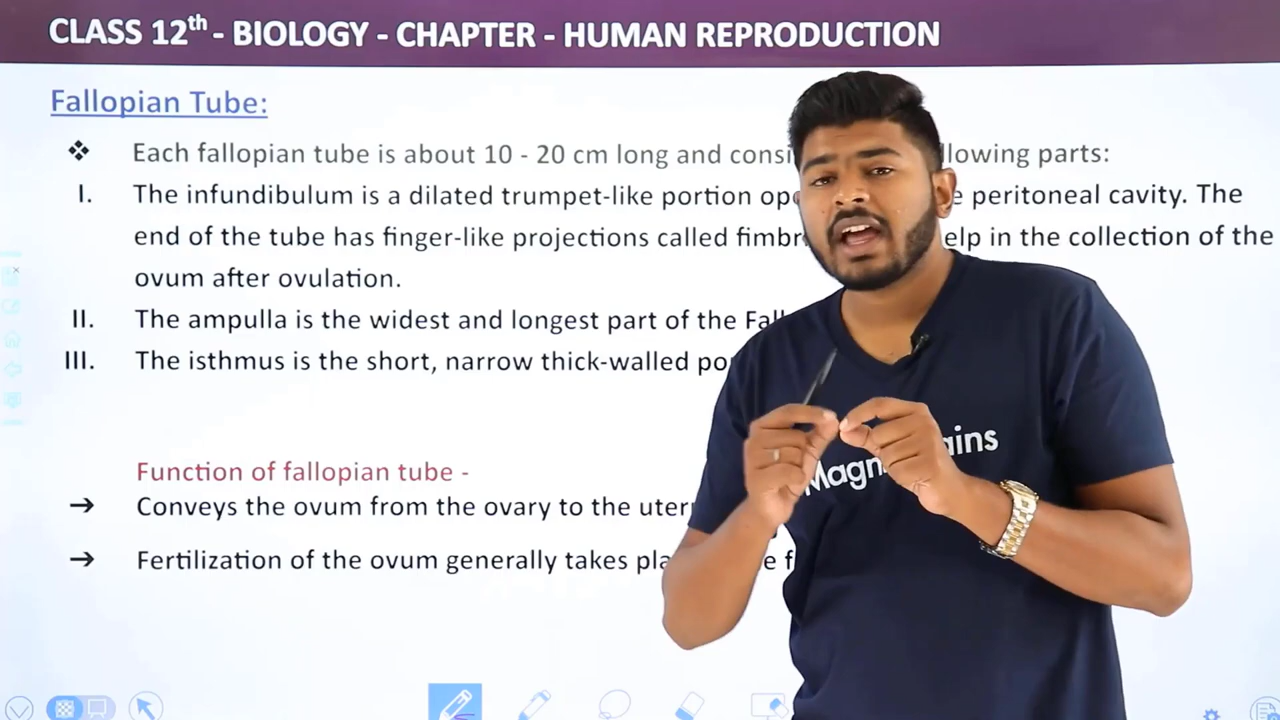 CLASS 12th - BIOLOGY - CHAPTER - HUMAN REPRODUCTION
Fallopian Tube:
❖ Each fallopian tube is about 10 - 20 cm long and consi lowing parts:
I. The infundibulum is a dilated trumpet-like portion op e peritoneal cavity. The
end of the tube has finger-like projections called fimbr elp in the collection of the
ovum after ovulation.
II. The ampulla is the widest and longest part of the Fall
III. The isthmus is the short, narrow thick-walled po
Magn ains
Function of fallopian tube -
→ Conveys the ovum from the ovary to the uter
→ Fertilization of the ovum generally takes pla e f